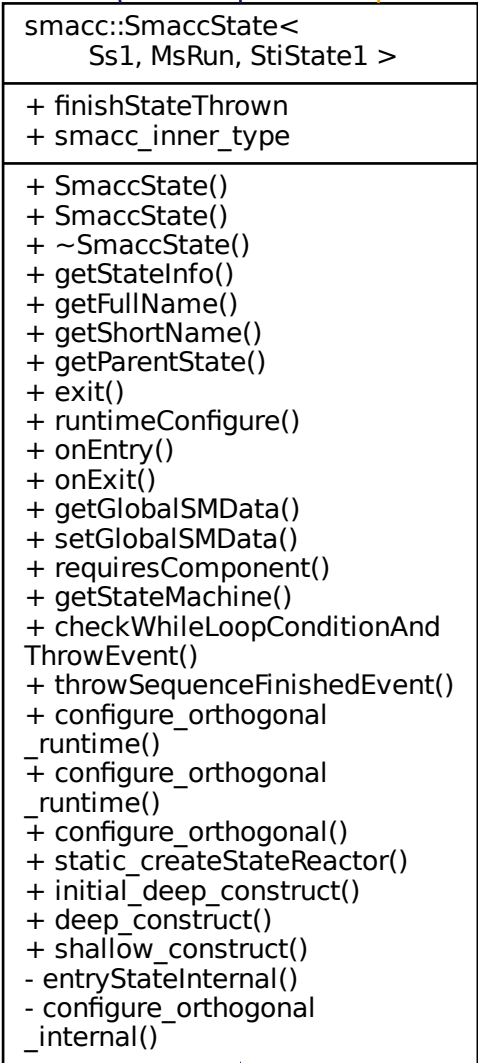 smacc::SmaccState<
Ss1, MsRun, StiState1 >
+ finishStateThrown
+ smacc_inner_type
+ SmaccState()
+ SmaccState()
+ ~SmaccState()
+ getStateInfo()
+ getFullName()
+ getShortName()
+ getParentState()
+ exit()
+ runtimeConfigure()
+ onEntry()
+ onExit()
+ getGlobalSMData()
+ setGlobalSMData()
+ requiresComponent()
+ getStateMachine()
+ checkWhileLoopConditionAnd
ThrowEvent()
+ throwSequenceFinishedEvent()
+ configure_orthogonal
_runtime()
+ configure_orthogonal
_runtime()
+ configure_orthogonal()
+ static_createStateReactor()
+ initial_deep_construct()
+ deep_construct()
+ shallow_construct()
- entryStateInternal()
- configure_orthogonal
_internal()